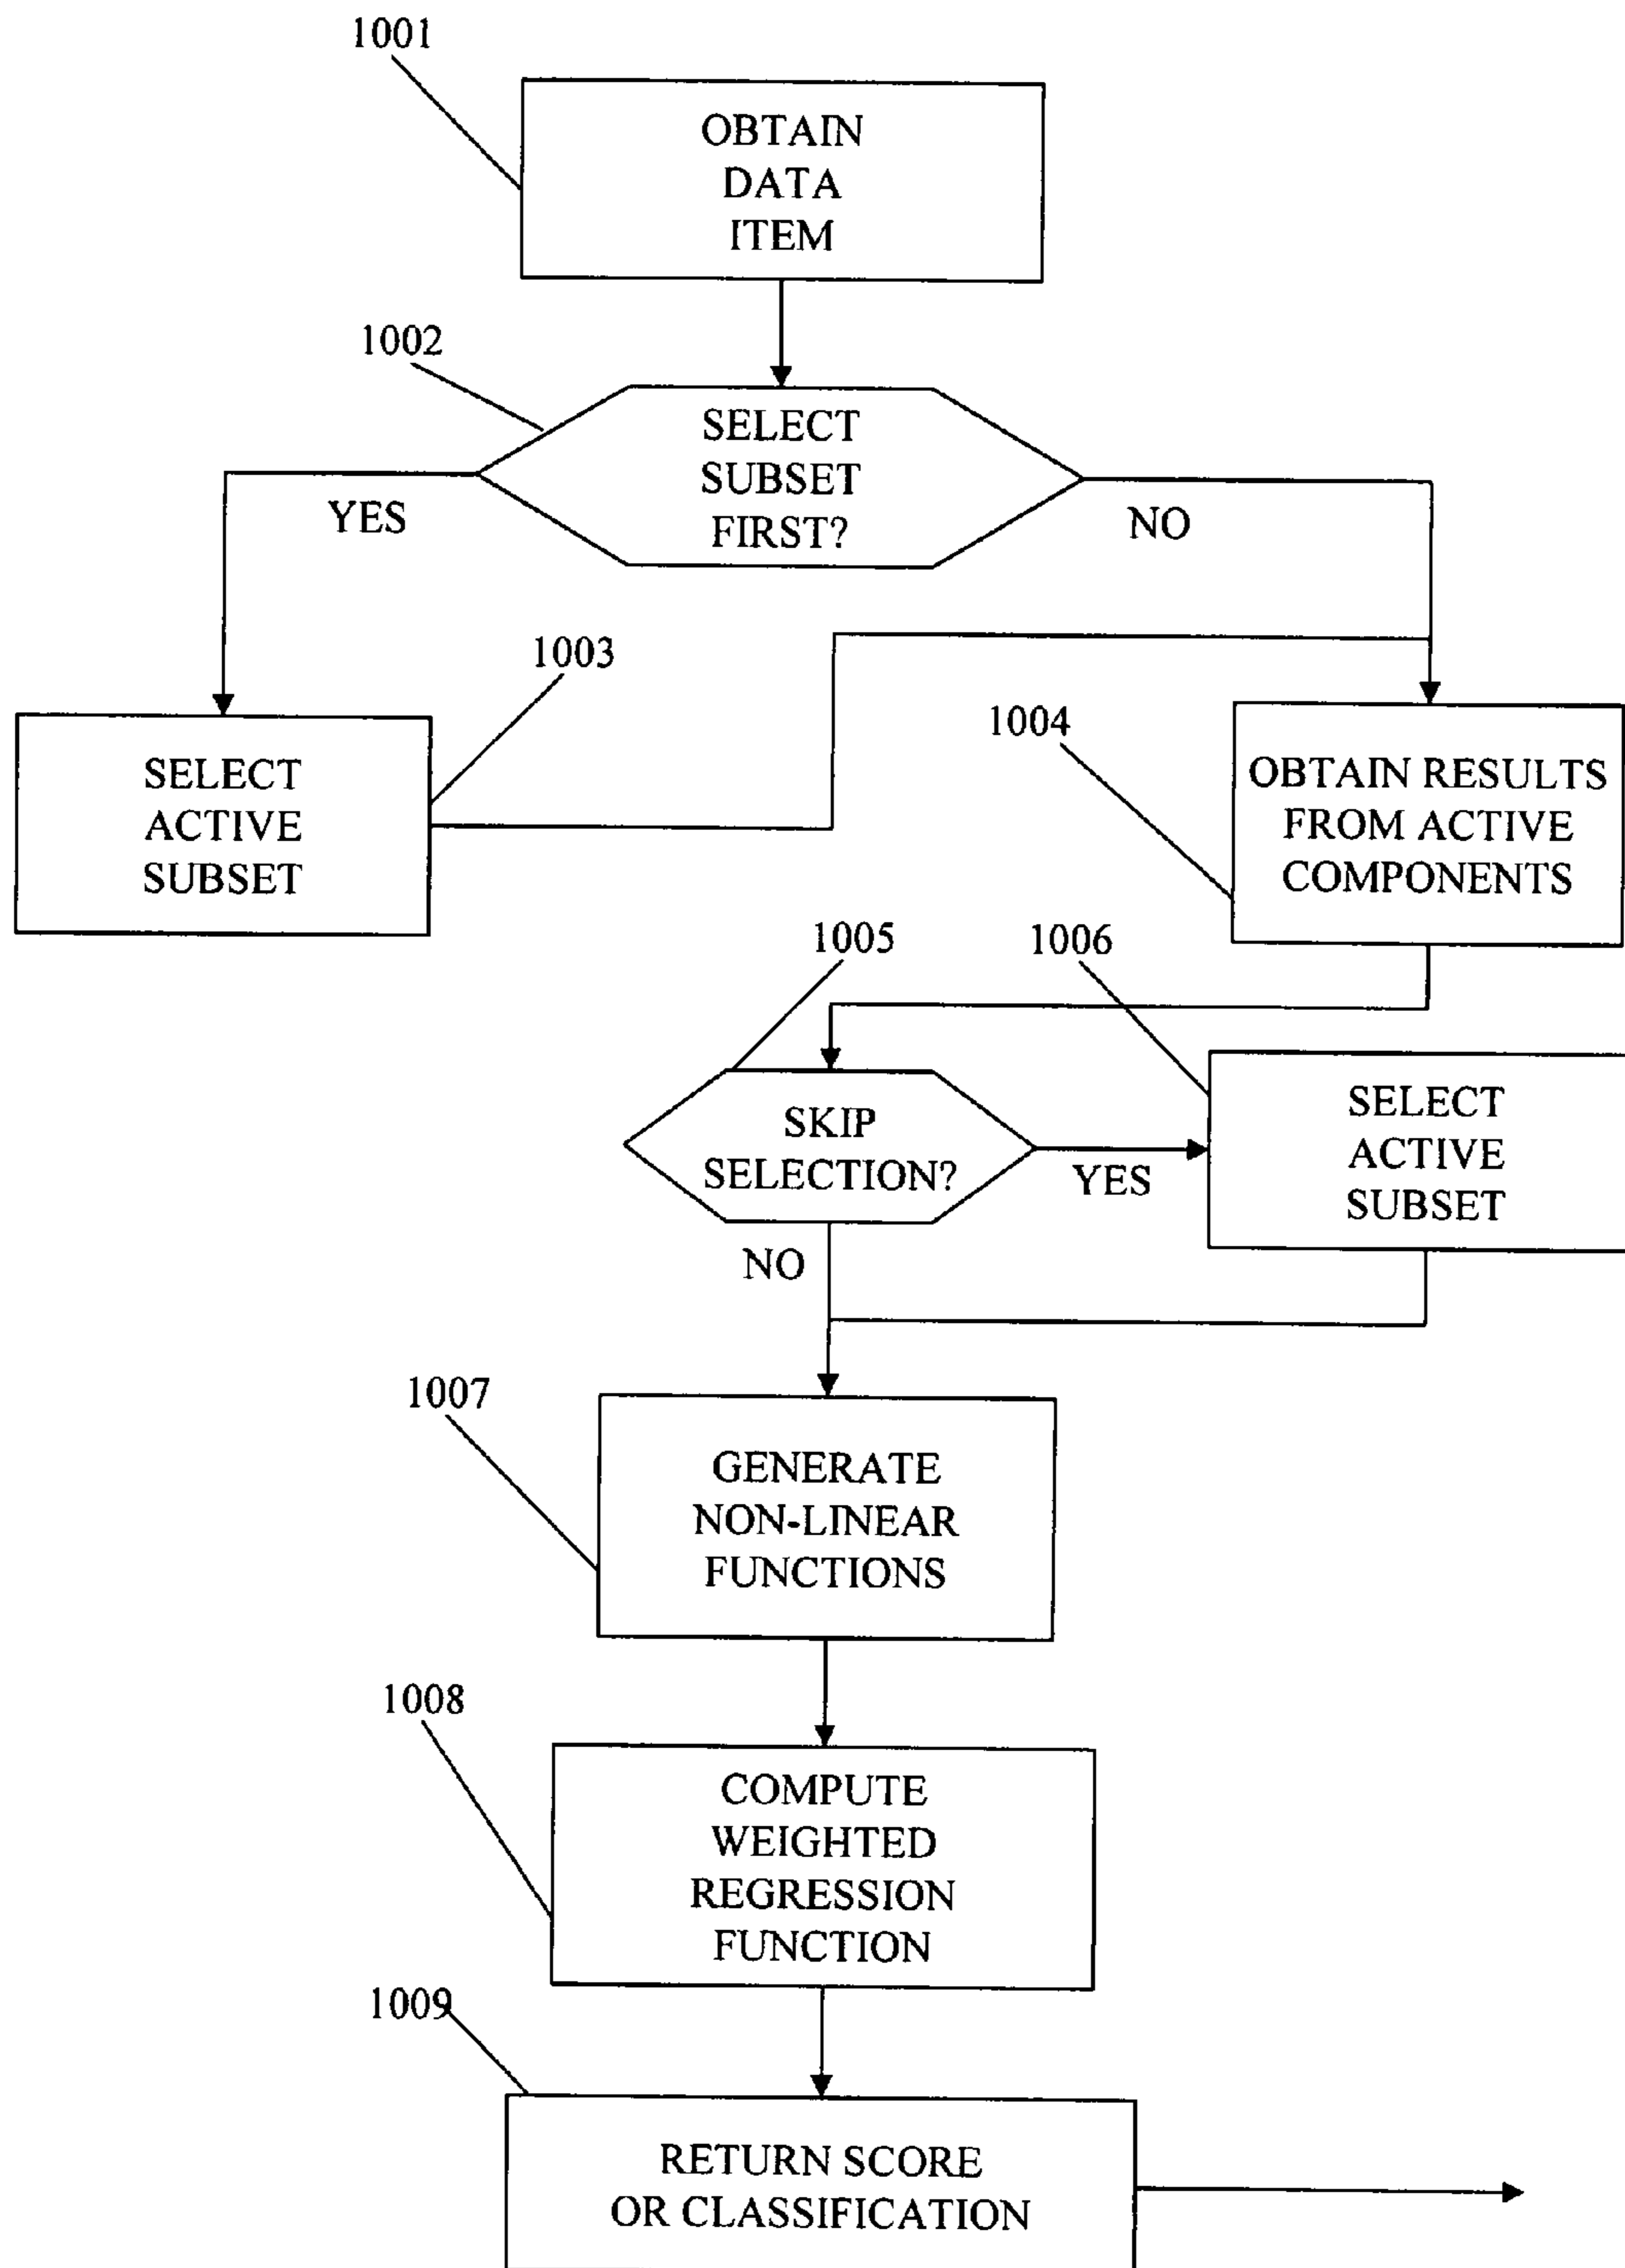 1001
OBTAIN
DATA
ITEM
1002
SELECT
SUBSET
FIRST?
YES
NO
1003
SELECT
ACTIVE
SUBSET
1004
OBTAIN RESULTS
FROM ACTIVE
COMPONENTS
1005
SKIP
SELECTION?
YES
NO
1006
SELECT
ACTIVE
SUBSET
1007
GENERATE
NON-LINEAR
FUNCTIONS
1008
COMPUTE
WEIGHTED
REGRESSION
FUNCTION
1009
RETURN SCORE
OR CLASSIFICATION